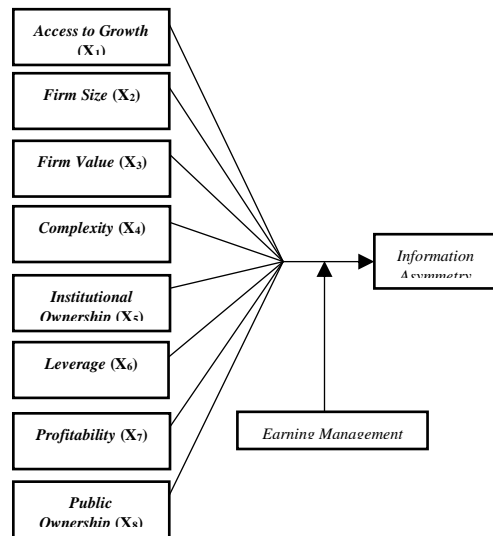 Access to Growth
(X1)
Firm Size (X2)
Firm Value (X3)
Complexity (X4)
Institutional
Ownership (X5)
Leverage (X6)
Profitability (X7)
Public
Ownership (X8)
Information
Asymmetry
Earning Management